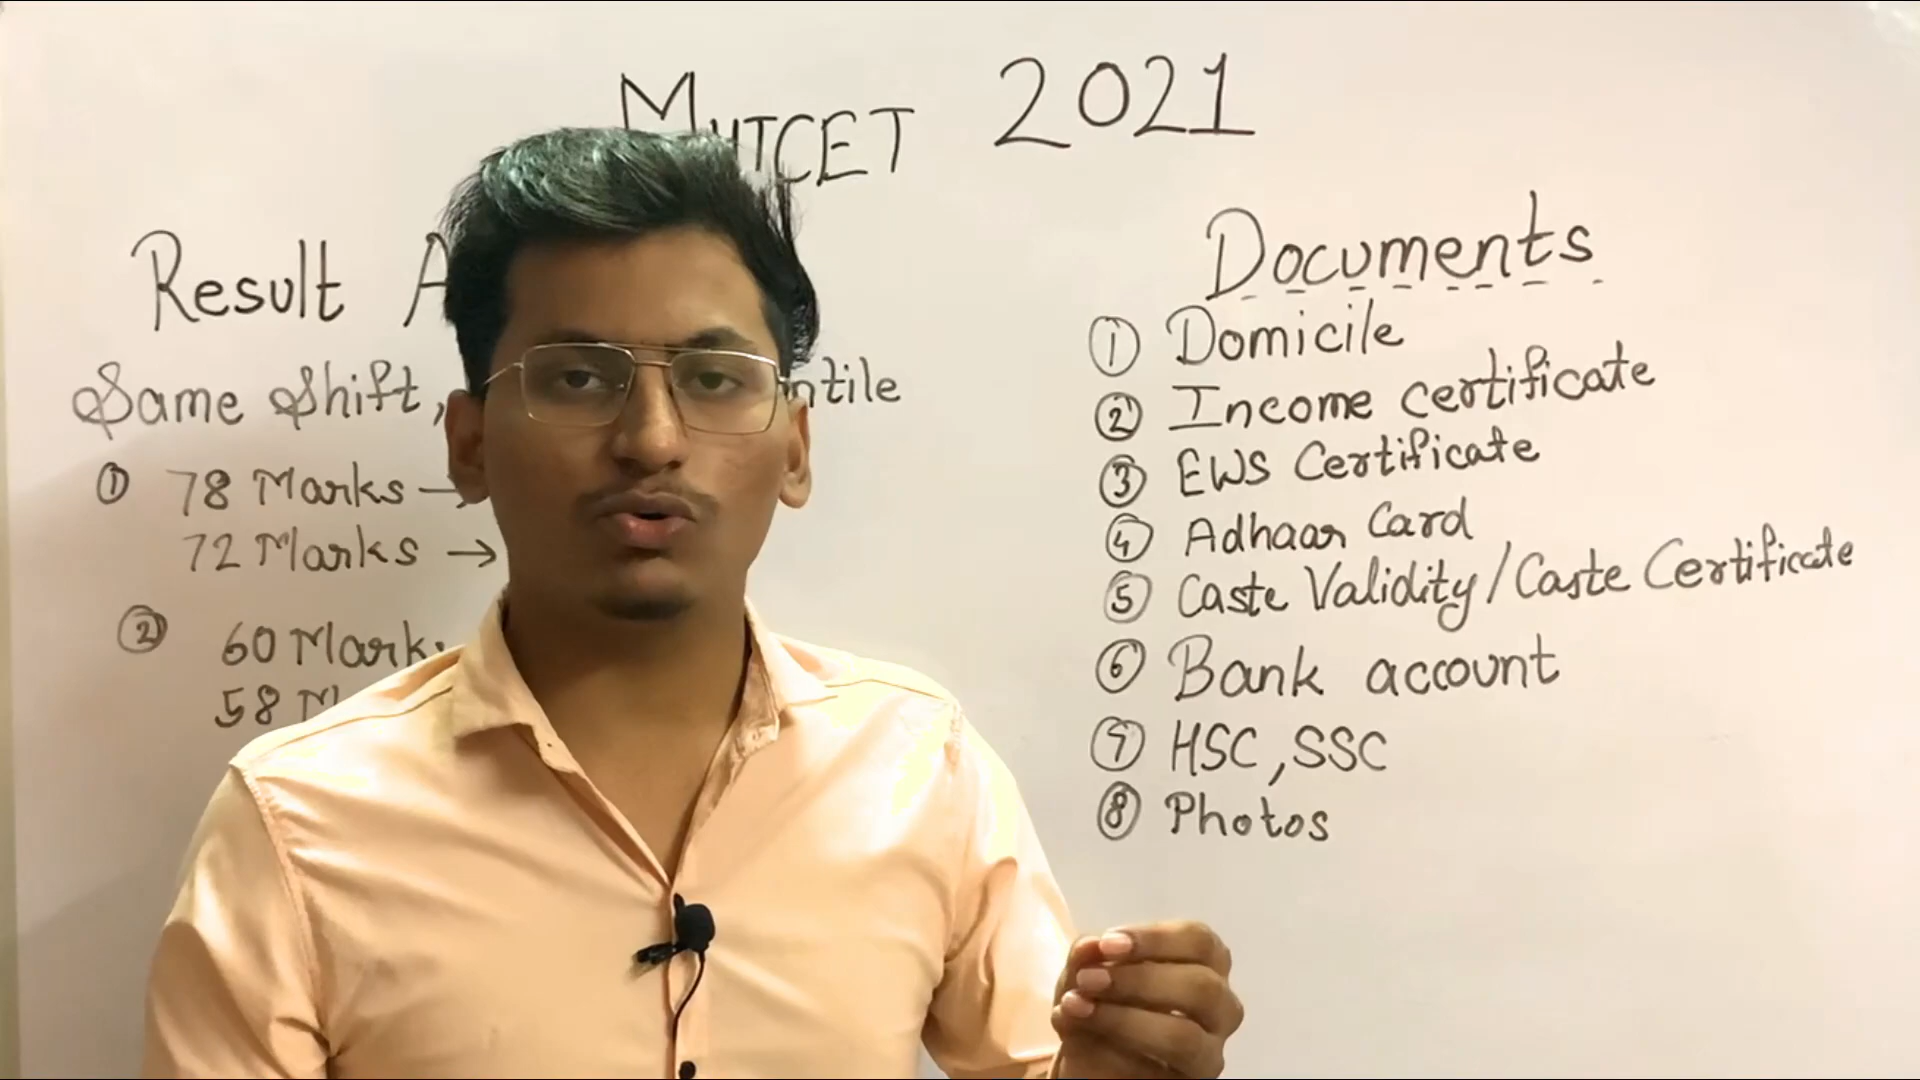 MHTCET 2021
Result
Same Shift,
① 78 Marks →
72 Marks →
② 60 Marks
58
Documents
① Domicile
② Income certificate
③ EWS Certificate
④ Adhaar Card
⑤ Caste Validity/Caste Certificate
⑥ Bank account
⑦ HSC, SSC
⑧ Photos